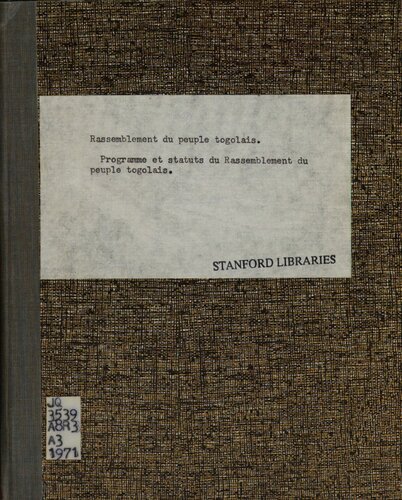 Rassemblement du peuple togolais.
Programme et statuts du Rassemblement du
peuple togolais.
STANFORD LIBRARIES
JQ
3539
A8R3
A3
1971